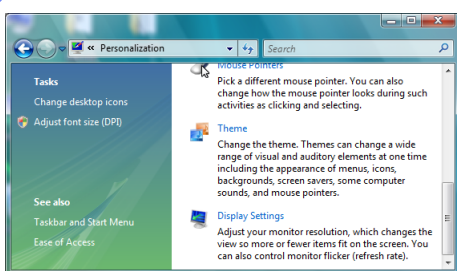 « Personalization
Search
Tasks
Change desktop icons
Adjust font size (DPI)
See also
Taskbar and Start Menu
Ease of Access
Mouse Pointers
Pick a different mouse pointer. You can also
change how the mouse pointer looks during such
activities as clicking and selecting.
Theme
Change the theme. Themes can change a wide
range of visual and auditory elements at one time
including the appearance of menus, icons,
backgrounds, screen savers, some computer
sounds, and mouse pointers.
Display Settings
Adjust your monitor resolution, which changes the
view so more or fewer items fit on the screen. You
can also control monitor flicker (refresh rate).